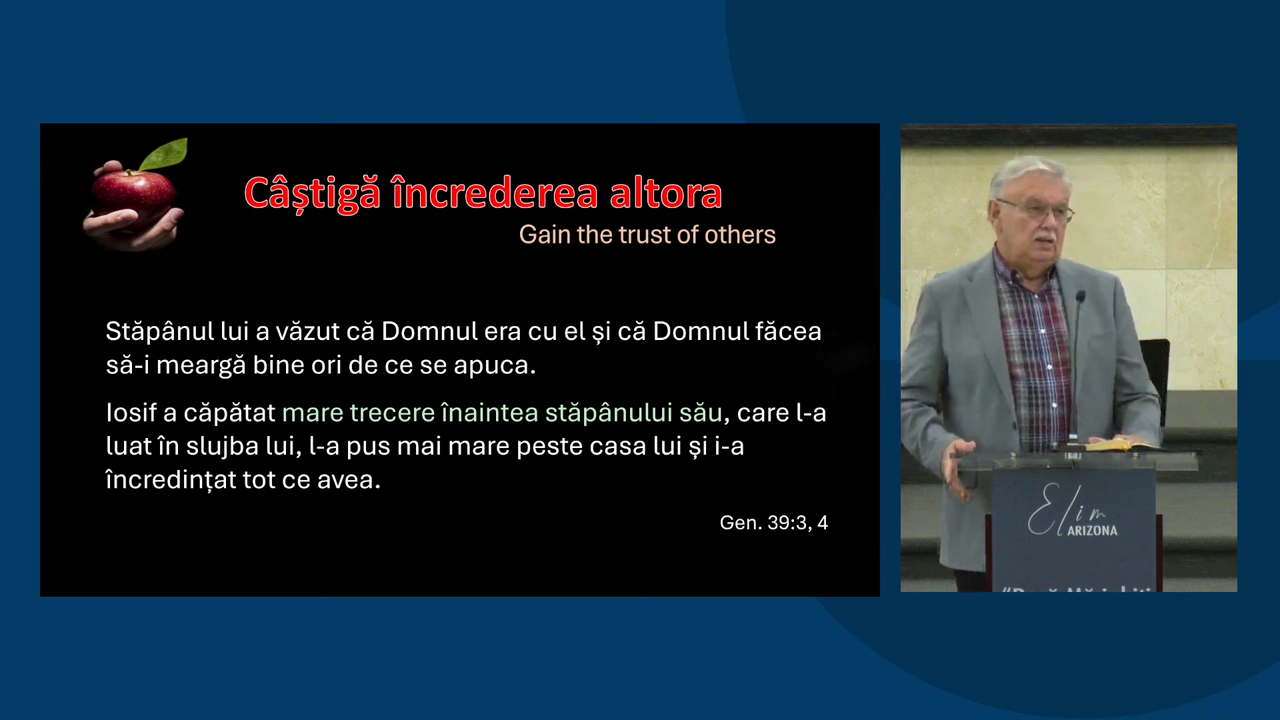 Câștigă încrederea altora
Gain the trust of others
Stăpânul lui a văzut că Domnul era cu el și că Domnul făcea
să-i meargă bine ori de ce se apuca.
Iosif a căpătat mare trecere înaintea stăpânului său, care l-a
luat în slujba lui, l-a pus mai mare peste casa lui și i-a
încredințat tot ce avea.
Gen. 39:3, 4
Elim
ARIZONA